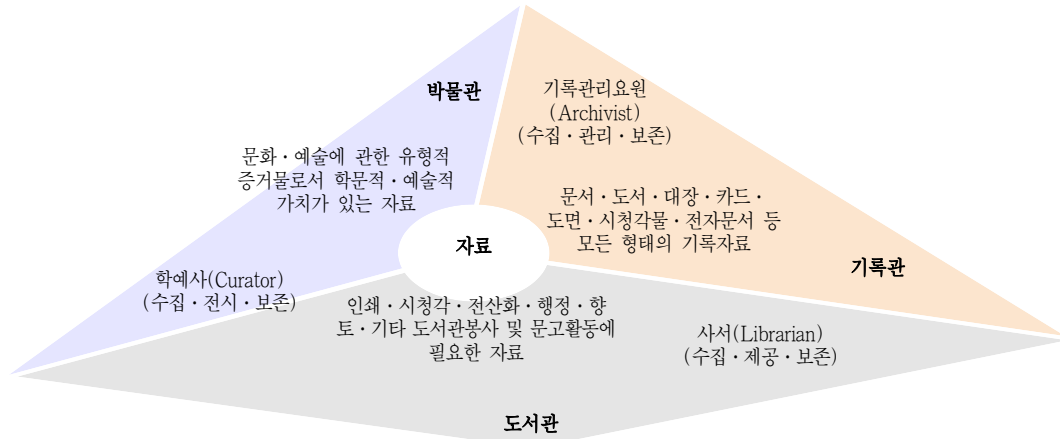 박물관
문화·예술에 관한 유형적
증거물로서 학문적·예술적
가치가 있는 자료
학예사(Curator)
(수집·전시·보존)
기록관리요원
(Archivist)
(수집·관리·보존)
문서·도서·대장·카드·
도면·시청각물·전자문서 등
모든 형태의 기록자료
기록관
자료
인쇄·시청각·전산화·행정·향
토·기타 도서관봉사 및 문고활동에
필요한 자료
사서(Librarian)
(수집·제공·보존)
도서관